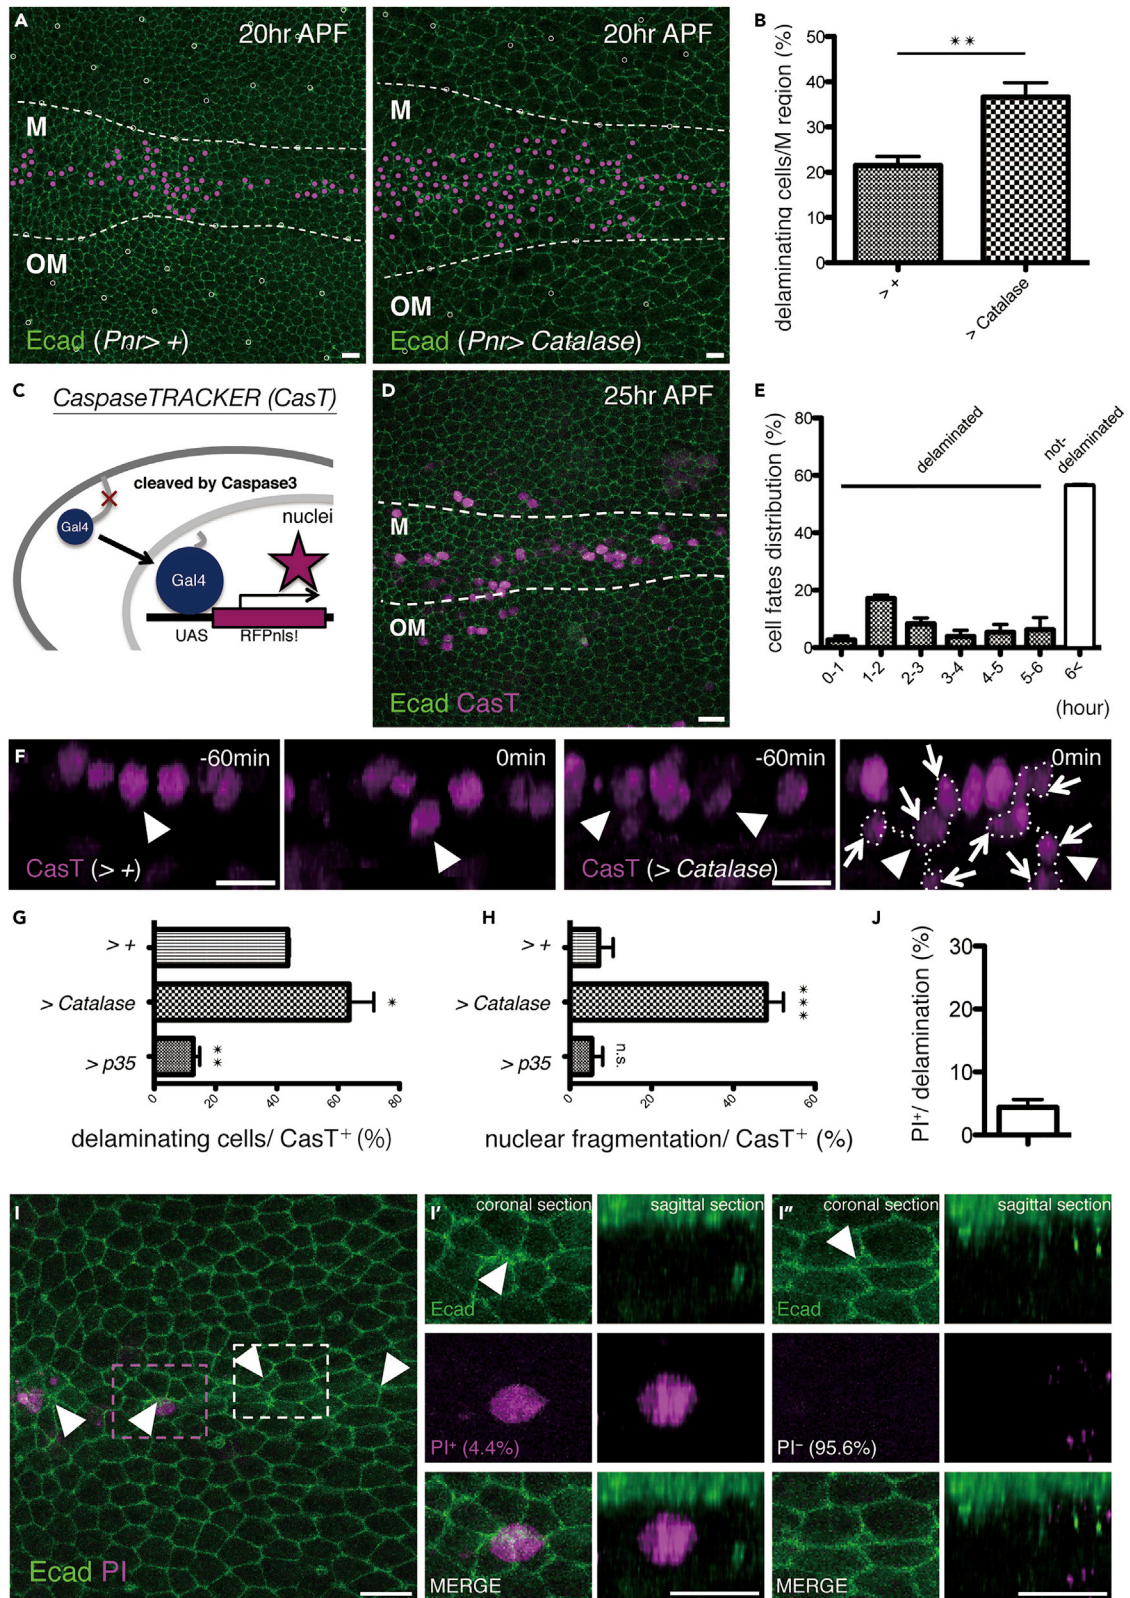 A
20hr APF
M
OM
Ecad (Pnr> +)
20hr APF
M
OM
Ecad (Pnr> Catalase)
B
delaminating cells/M region (%)
50
40
30
20
10
0
**
> +
> Catalase
C
CaspaseTRACKER (CasT)
cleaved by Caspase3
nuclei
Gal4
Gal4
UAS
RFPnls!
D
25hr APF
M
OM
Ecad CasT
E
cell fates distribution (%)
80
60
40
20
0
delaminated
not-
delaminated
0-1
1-2
2-3
3-4
4-5
5-6
6<
(hour)
F
-60min
CasT (> +)
0min
-60min
CasT (> Catalase)
0min
G
> +
> Catalase
> p35
*
**
0
20
40
60
80
delaminating cells/ CasT+ (%)
H
> +
> Catalase
> p35
***
n.s.
0
20
40
60
nuclear fragmentation/ CasT+ (%)
J
PI+/ delamination (%)
30
20
10
0
I
Ecad PI
I'
coronal section
Ecad
sagittal section
PI+ (4.4%)
MERGE
I"
coronal section
Ecad
sagittal section
PI− (95.6%)
MERGE